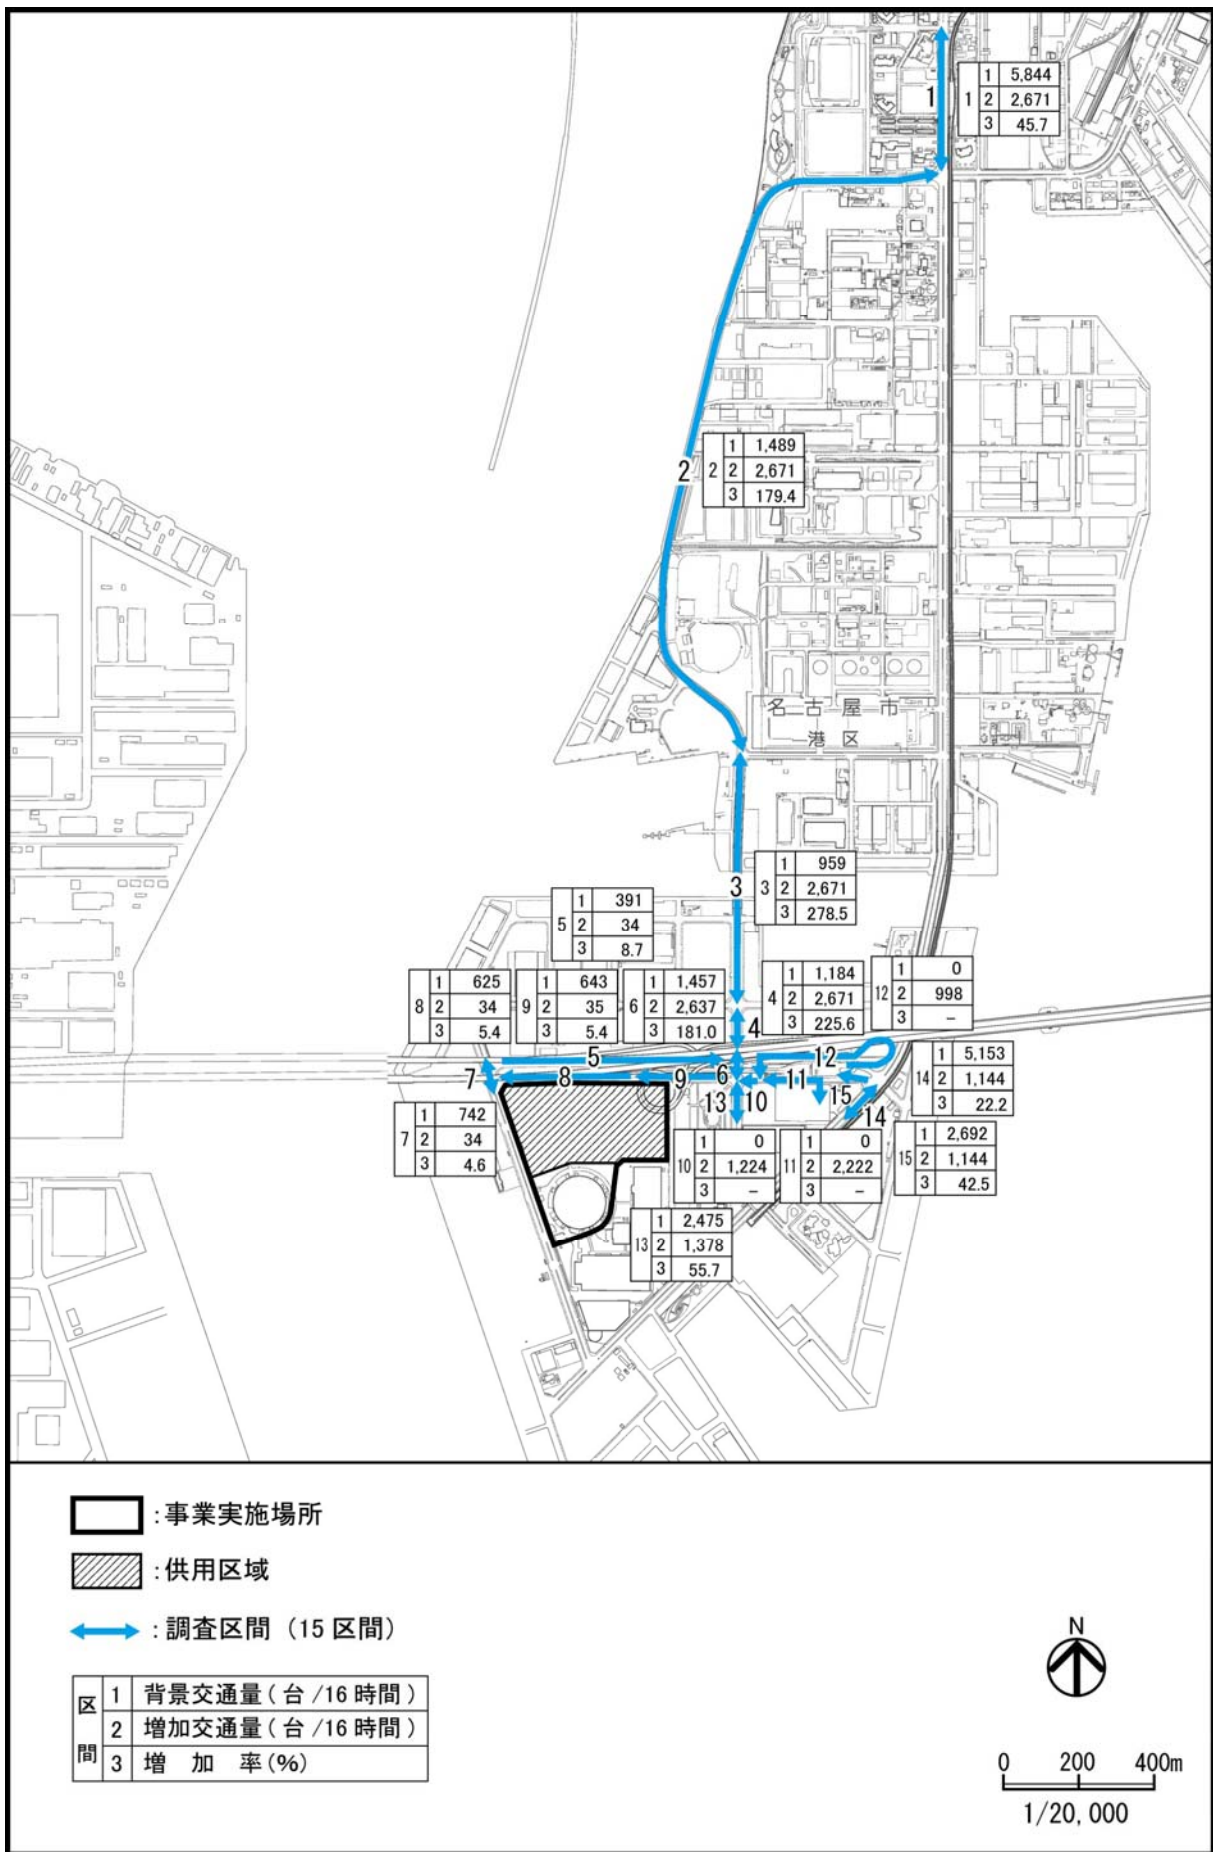 1
1 1 5,844
2 2,671
3 45.7
2
2 1 1,489
2 2,671
3 179.4
名古屋市
港区
3
3 1 959
2 2,671
3 278.5
5 1 391
2 34
3 8.7
8 1 625
2 34
3 5.4
9 1 643
2 35
3 5.4
6 1 1,457
2 2,637
3 181.0
4 1 1,184
2 2,671
3 225.6
12 1 0
2 998
3 −
4
5
12
6
7
8
9
11
13
10
15
14
14 1 5,153
2 1,144
3 22.2
7 1 742
2 34
3 4.6
10 1 0
2 1,224
3 −
11 1 0
2 2,222
3 −
15 1 2,692
2 1,144
3 42.5
13 1 2,475
2 1,378
3 55.7
:事業実施場所
:供用区域
:調査区間 (15 区間)
区間 1 背景交通量(台/16時間)
2 増加交通量(台/16時間)
3 増 加 率(%)
N
0 200 400m
1/20,000